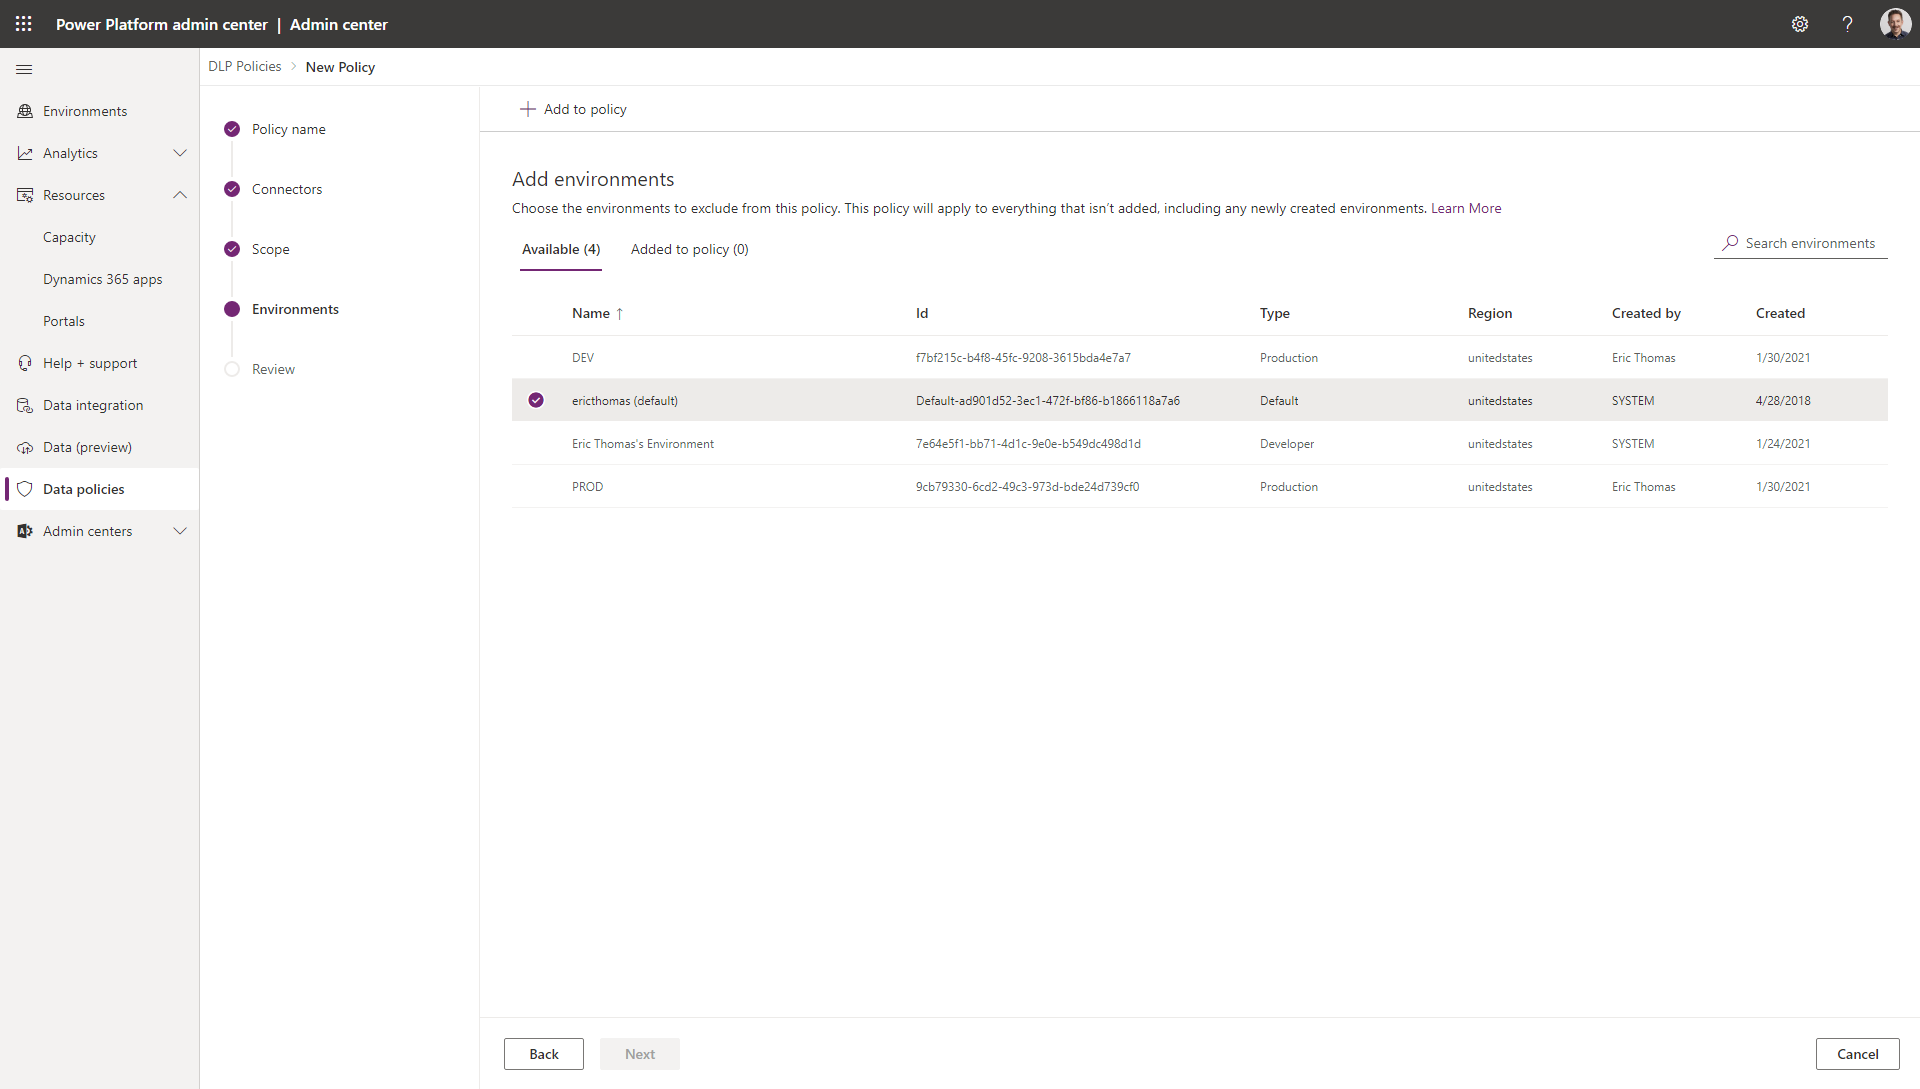 Power Platform admin center | Admin center
DLP Policies > New Policy
Environments
Analytics
Resources
Capacity
Dynamics 365 apps
Portals
Help + support
Data integration
Data (preview)
Data policies
Admin centers
Policy name
Connectors
Scope
Environments
Review
Add to policy
Add environments
Choose the environments to exclude from this policy. This policy will apply to everything that isn't added, including any newly created environments. Learn More
Available (4) Added to policy (0)
Search environments
Name ↑ Id Type Region Created by Created
DEV f7bf215c-b4f8-45fc-9208-3615bda4e7a7 Production unitedstates Eric Thomas 1/30/2021
ericthomas (default) Default-ad901d52-3ec1-472f-bf86-b1866118a7a6 Default unitedstates SYSTEM 4/28/2018
Eric Thomas's Environment 7e64e5f1-bb71-4d1c-9e0e-b549dc498d1d Developer unitedstates SYSTEM 1/24/2021
PROD 9cb79330-6cd2-49c3-973d-bde24d739cf0 Production unitedstates Eric Thomas 1/30/2021
Back Next Cancel